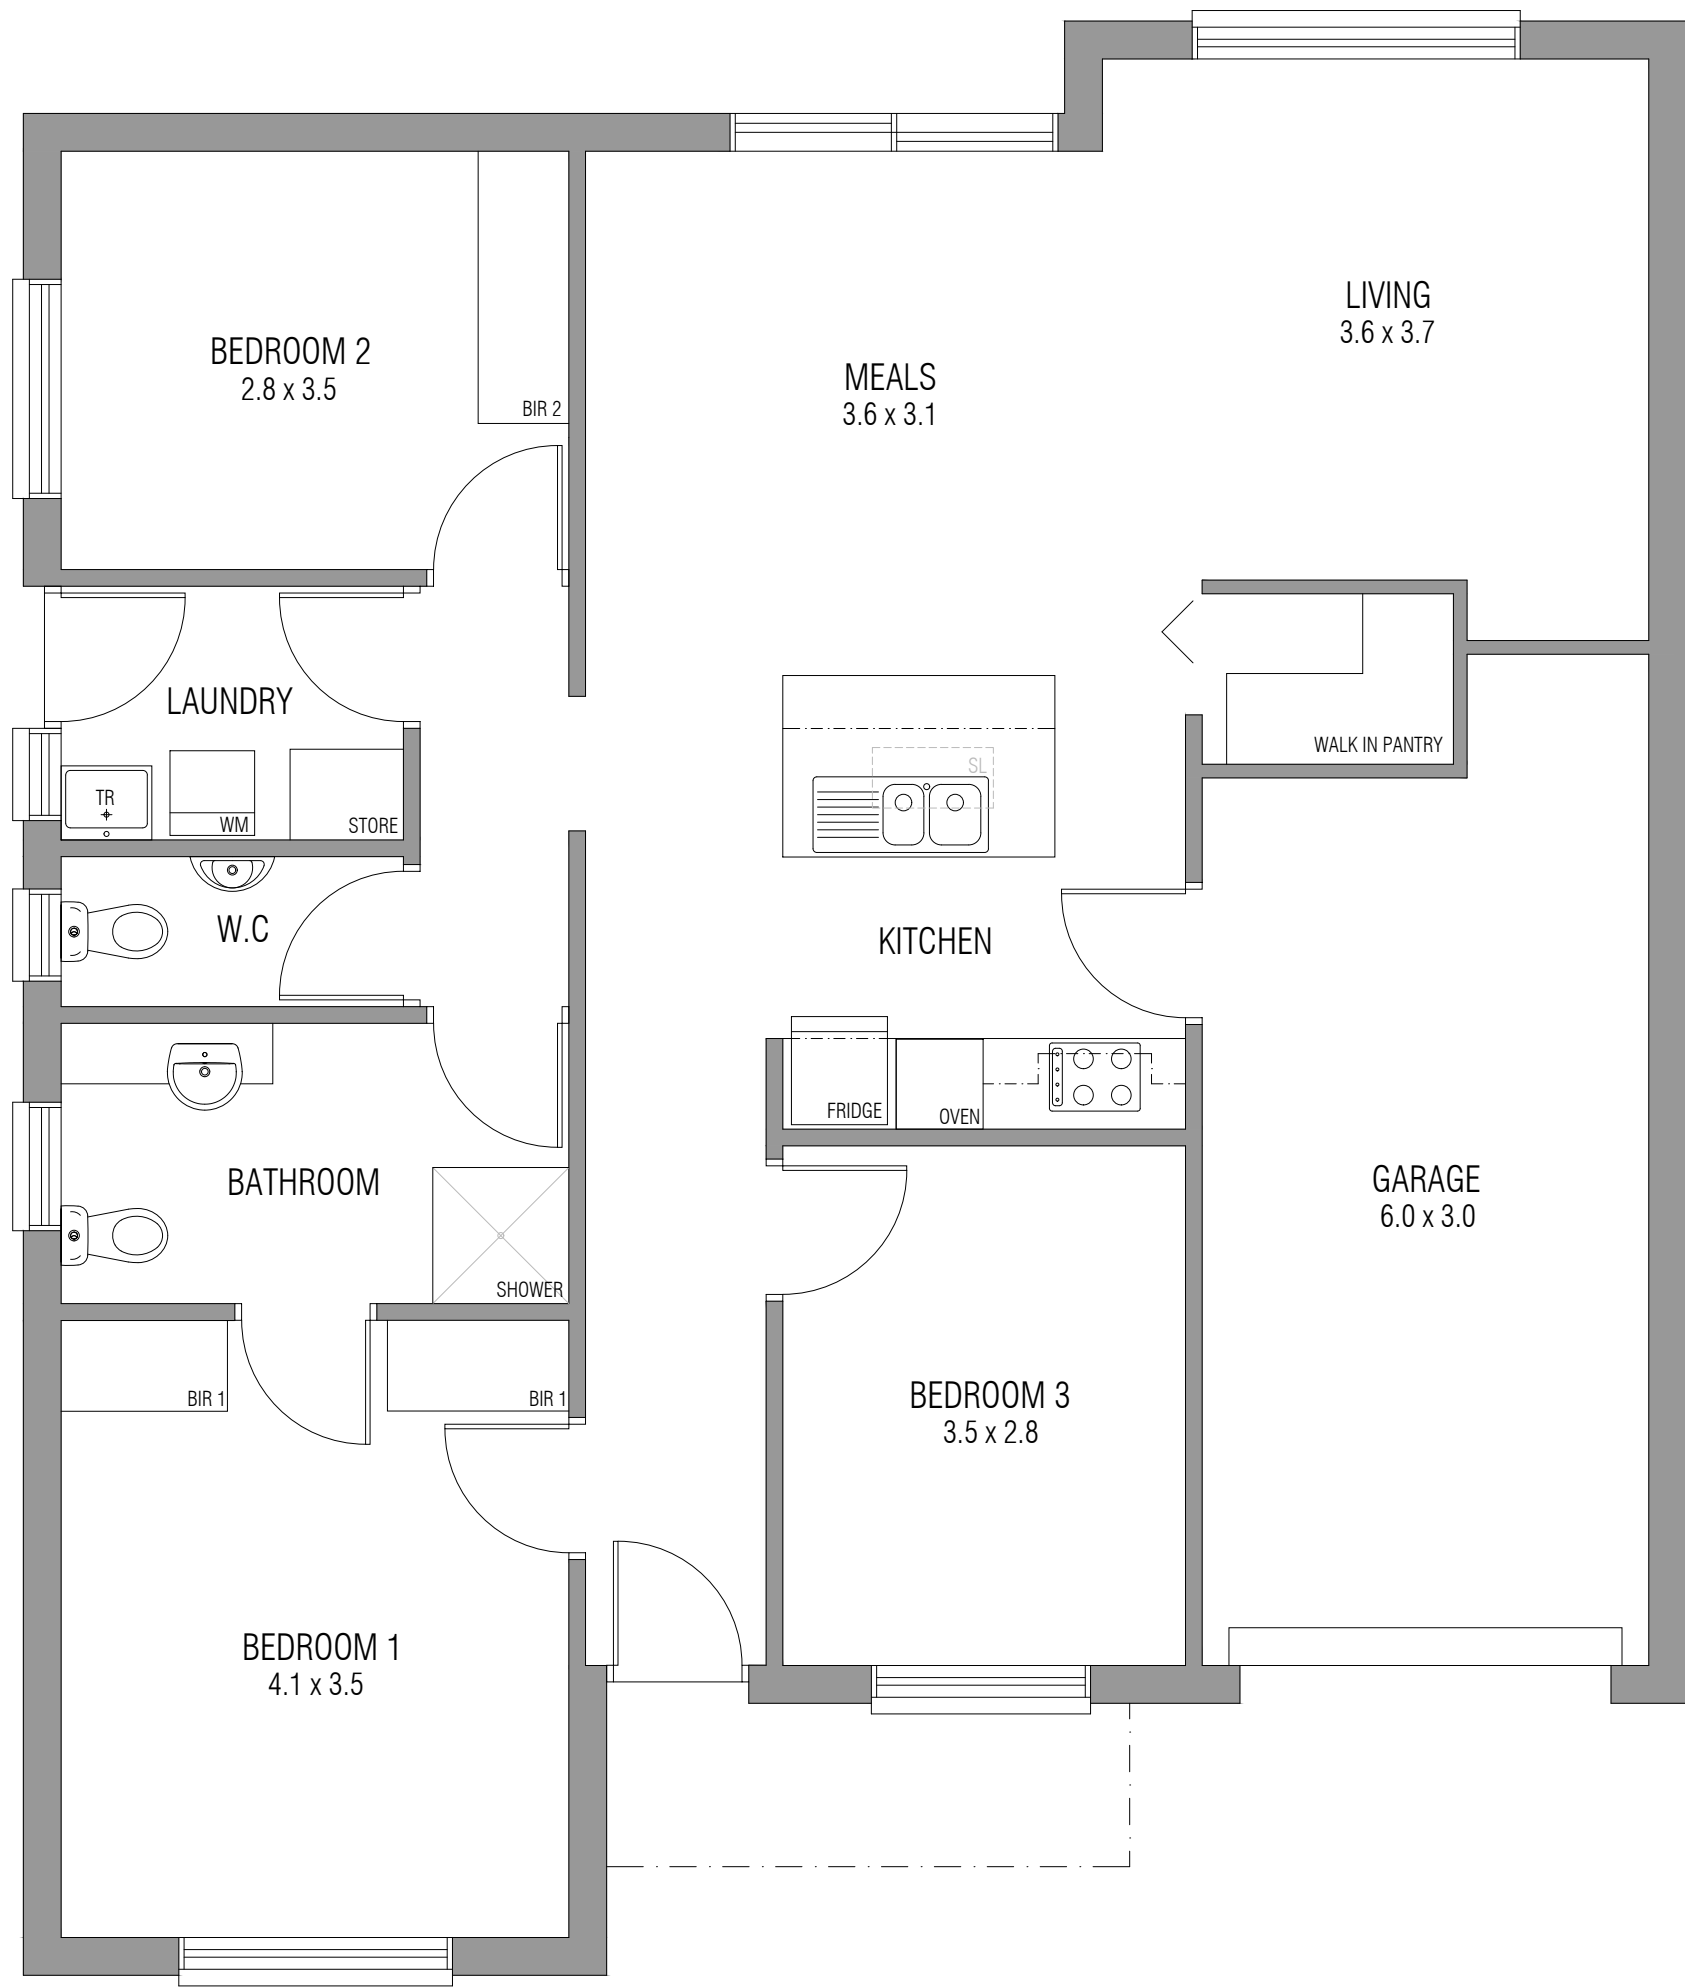 LIVING
3.6 x 3.7
BEDROOM 2
2.8 x 3.5
MEALS
3.6 x 3.1
BIR 2
LAUNDRY
WALK IN PANTRY
SL
TR
WM
STORE
W.C
KITCHEN
FRIDGE
OVEN
BATHROOM
GARAGE
6.0 x 3.0
SHOWER
BIR 1
BIR 1
BEDROOM 3
3.5 x 2.8
BEDROOM 1
4.1 x 3.5